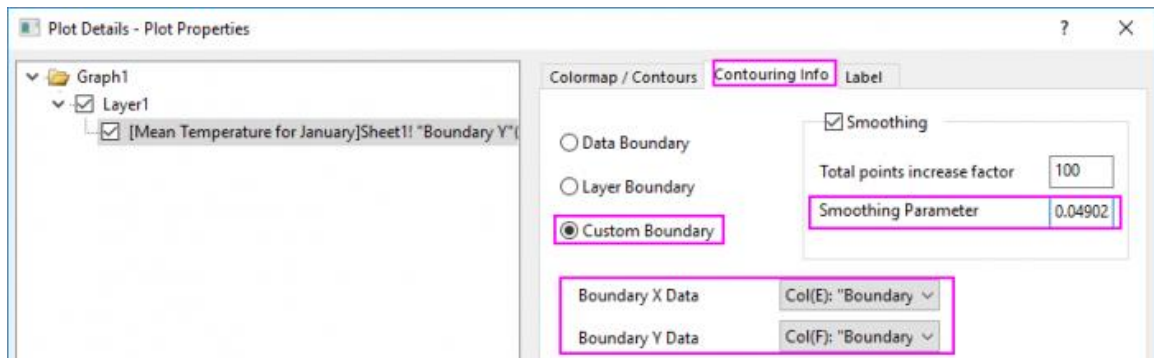 Plot Details - Plot Properties
Graph1
Layer1
[Mean Temperature for January]Sheet1! "Boundary Y"(
Colormap / Contours Contouring Info Label
Data Boundary
Layer Boundary
Custom Boundary
Smoothing
Total points increase factor 100
Smoothing Parameter 0.04902
Boundary X Data Col(E): "Boundary
Boundary Y Data Col(F): "Boundary